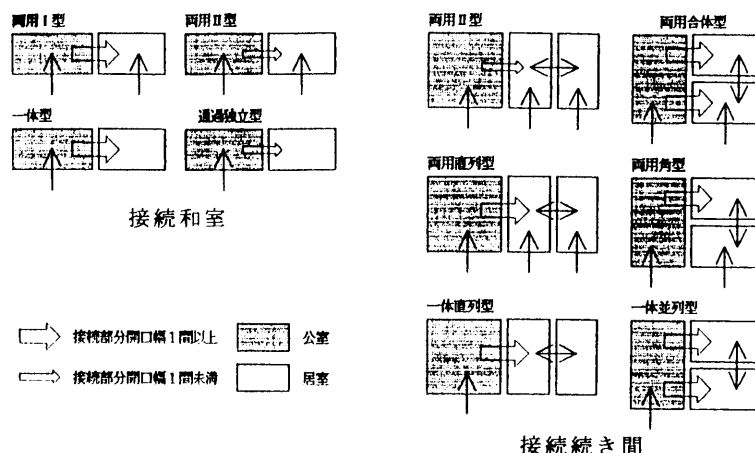 両用Ⅰ型
両用Ⅱ型
一体型
通過独立型
接続和室
接続部分開口幅1間以上
公室
接続部分開口幅1間未満
居室
両用Ⅱ型
両用合体型
両用直列型
両用角型
一体直列型
一体並列型
接続続き間